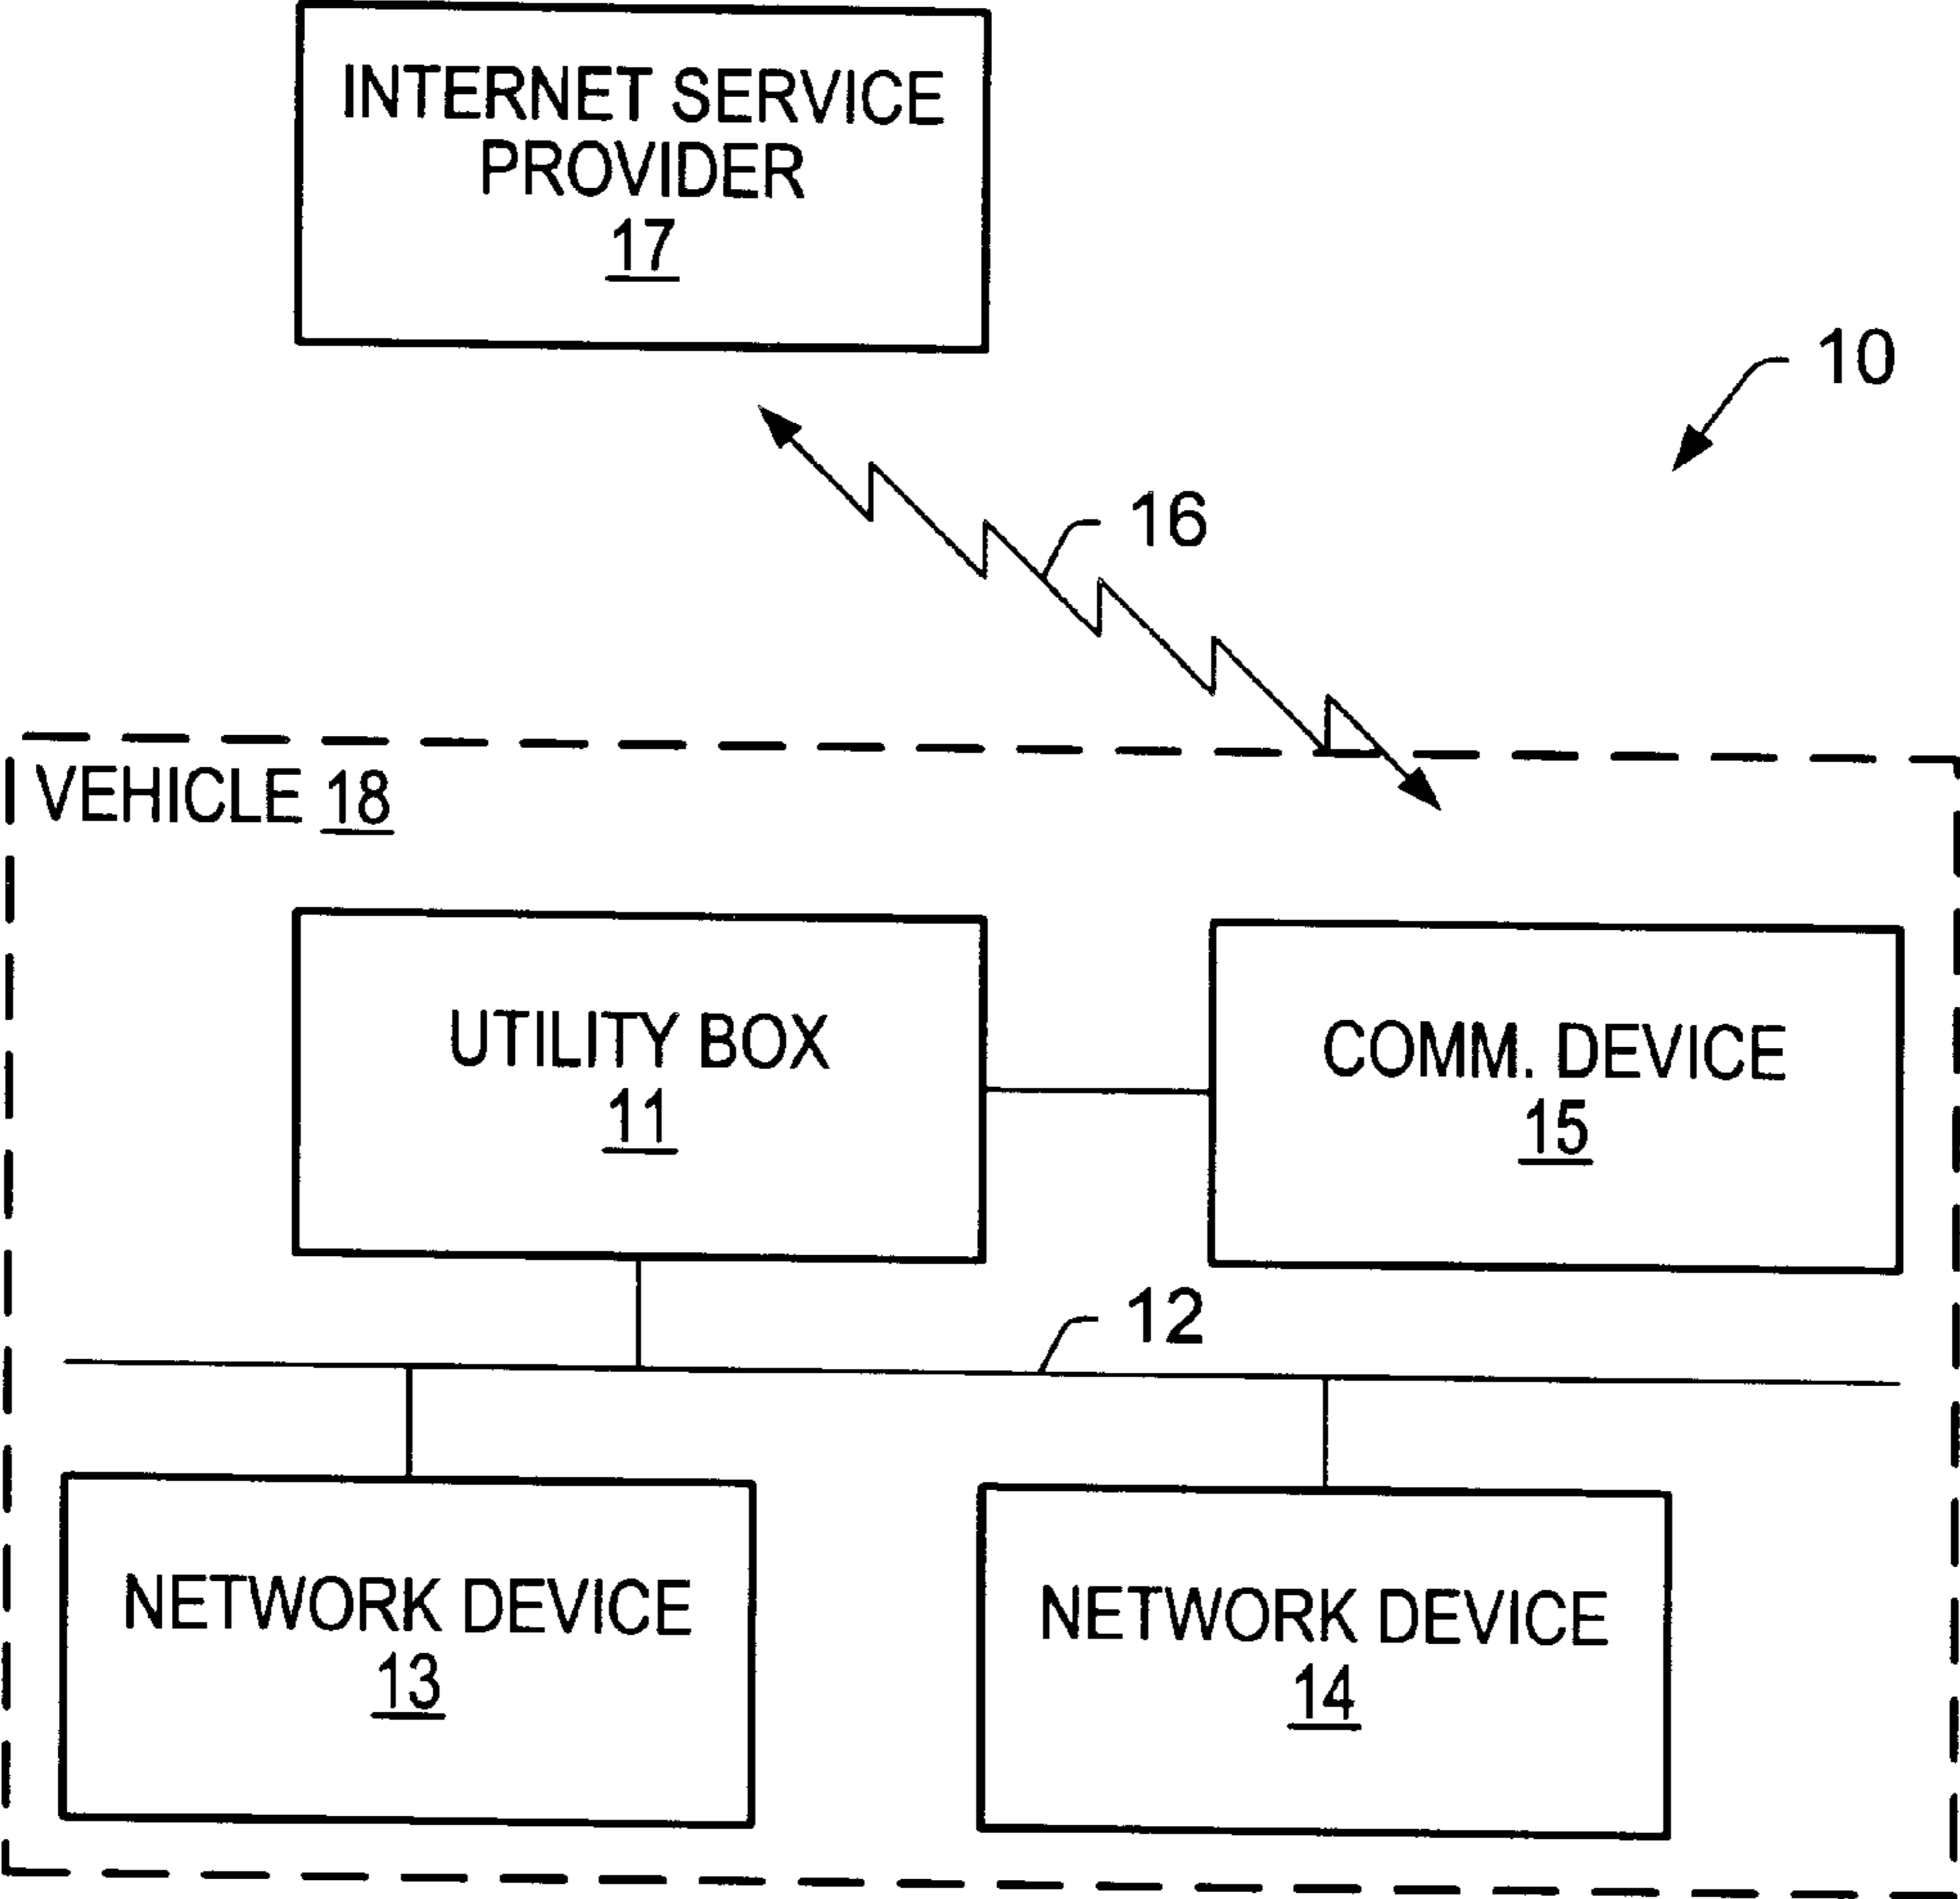 INTERNET SERVICE
PROVIDER
17
10
16
VEHICLE 18
UTILITY BOX
11
COMM. DEVICE
15
12
NETWORK DEVICE
13
NETWORK DEVICE
14